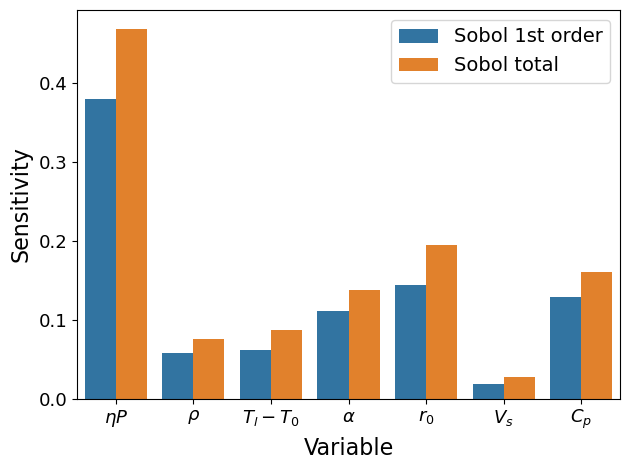 Sobol 1st order
Sobol total
Sensitivity
0.4
0.3
0.2
0.1
0.0
ηP
ρ
T_l − T_0
α
r_0
V_s
C_p
Variable